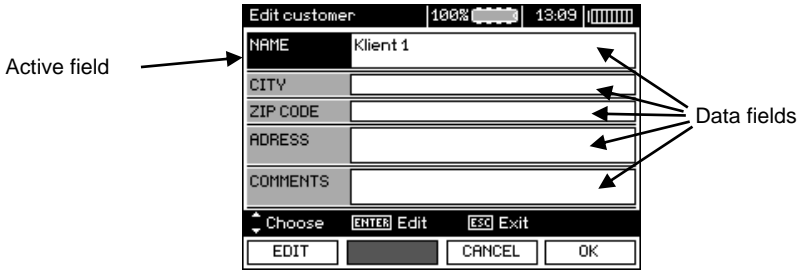 Edit customer 100% 13:09
NAME Klient 1
Active field
CITY
ZIP CODE
Data fields
ADRESS
COMMENTS
Choose ENTER Edit ESC Exit
EDIT CANCEL OK